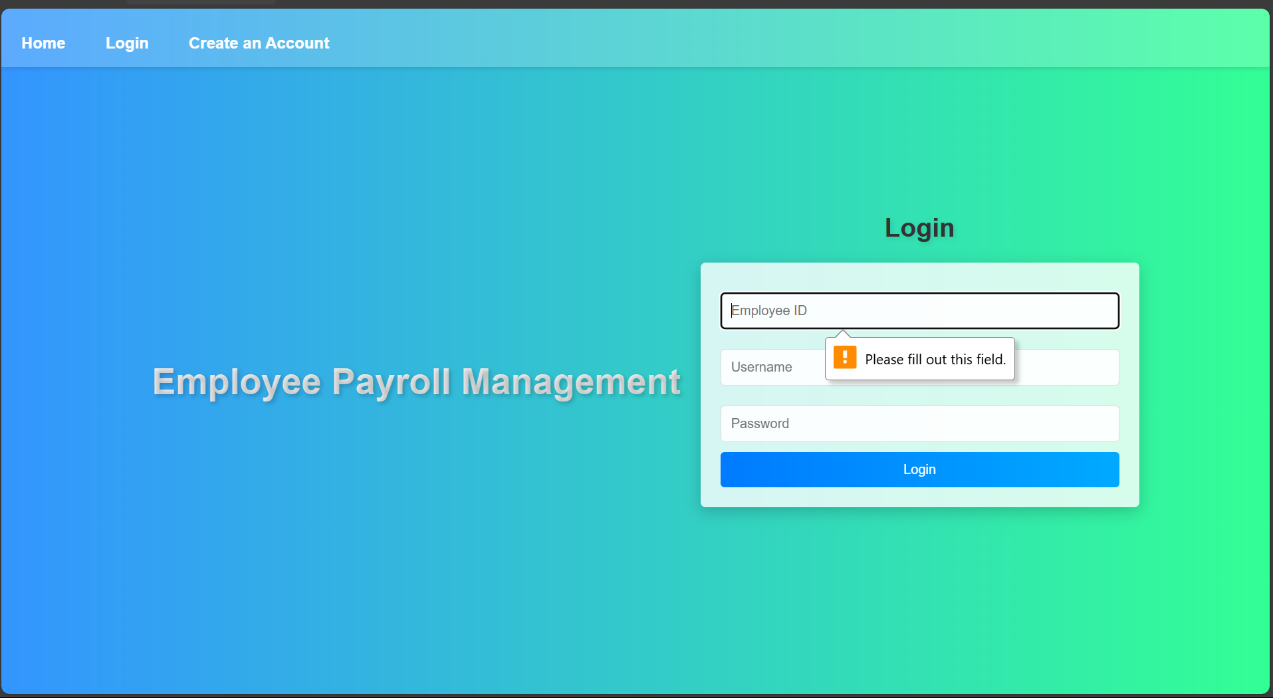 Home Login Create an Account
Employee Payroll Management
Login
Employee ID
Please fill out this field.
Username
Password
Login